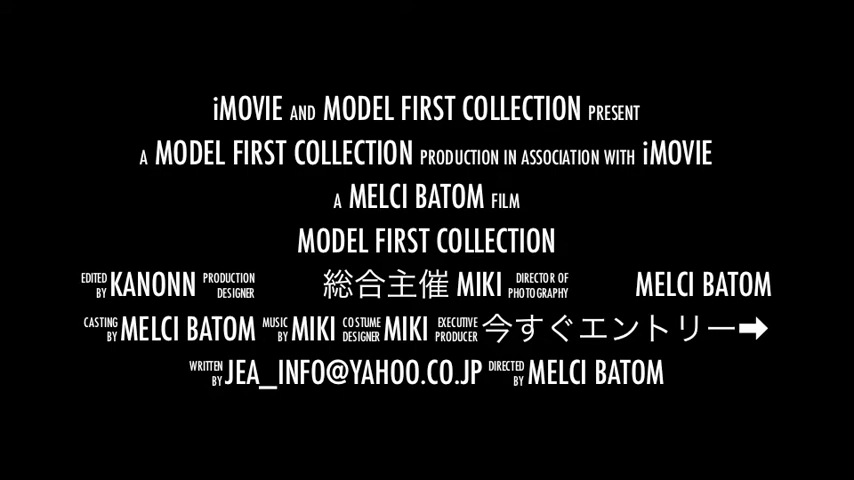 iMOVIE AND MODEL FIRST COLLECTION PRESENT
A MODEL FIRST COLLECTION PRODUCTION IN ASSOCIATION WITH iMOVIE
A MELCI BATOM FILM
MODEL FIRST COLLECTION
EDITED BY KANONN PRODUCTION DESIGNER 総合主催 MIKI DIRECTOR OF PHOTOGRAPHY MELCI BATOM
CASTING BY MELCI BATOM MUSIC BY MIKI COSTUME DESIGNER MIKI EXECUTIVE PRODUCER 今すぐエントリー➡
WRITTEN BY JEA_INFO@YAHOO.CO.JP DIRECTED BY MELCI BATOM